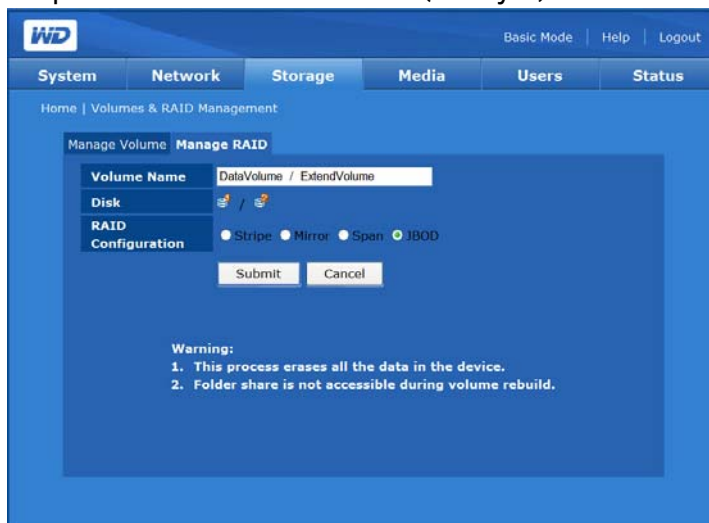 WD
Basic Mode | Help | Logout
System Network Storage Media Users Status
Home | Volumes & RAID Management
Manage Volume Manage RAID
Volume Name DataVolume / ExtendVolume
Disk /
RAID Configuration Stripe Mirror Span JBOD
Submit Cancel
Warning:
1. This process erases all the data in the device.
2. Folder share is not accessible during volume rebuild.